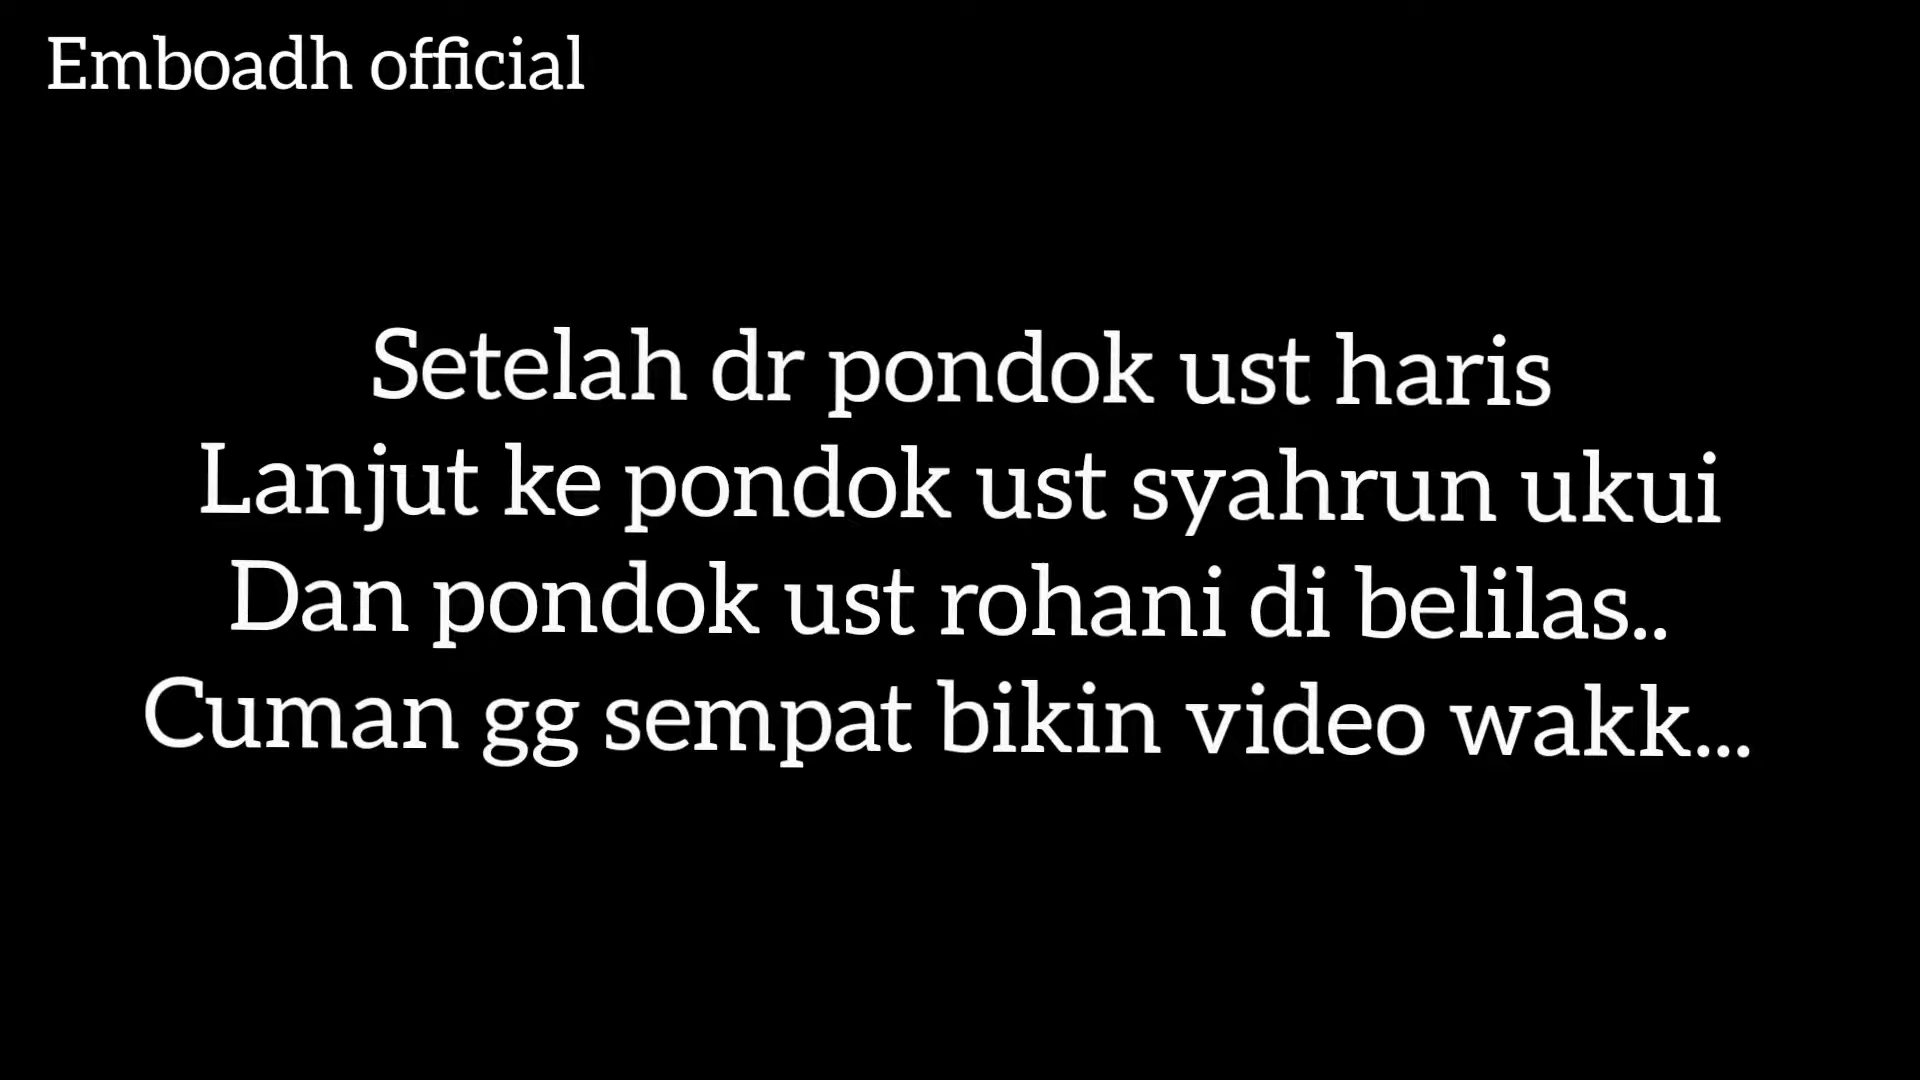 Emboadh official
Setelah dr pondok ust haris
Lanjut ke pondok ust syahrun ukui
Dan pondok ust rohani di belilas..
Cuman gg sempat bikin video wakk...